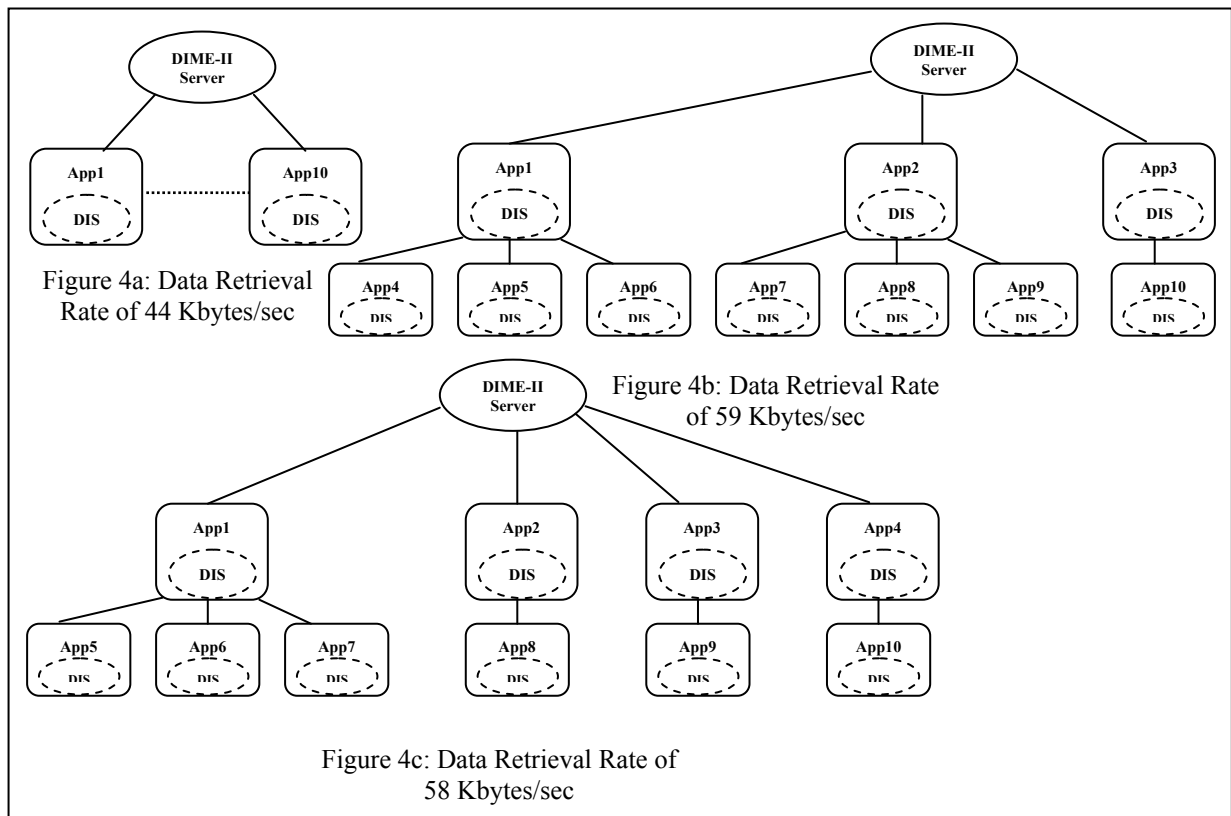 DIME-II
Server
App1
DIS
App10
DIS
Figure 4a: Data Retrieval
Rate of 44 Kbytes/sec
DIME-II
Server
App1
DIS
App2
DIS
App3
DIS
App4
DIS
App5
DIS
App6
DIS
App7
DIS
App8
DIS
App9
DIS
App10
DIS
Figure 4b: Data Retrieval Rate
of 59 Kbytes/sec
DIME-II
Server
App1
DIS
App2
DIS
App3
DIS
App4
DIS
App5
DIS
App6
DIS
App7
DIS
App8
DIS
App9
DIS
App10
DIS
Figure 4c: Data Retrieval Rate of
58 Kbytes/sec